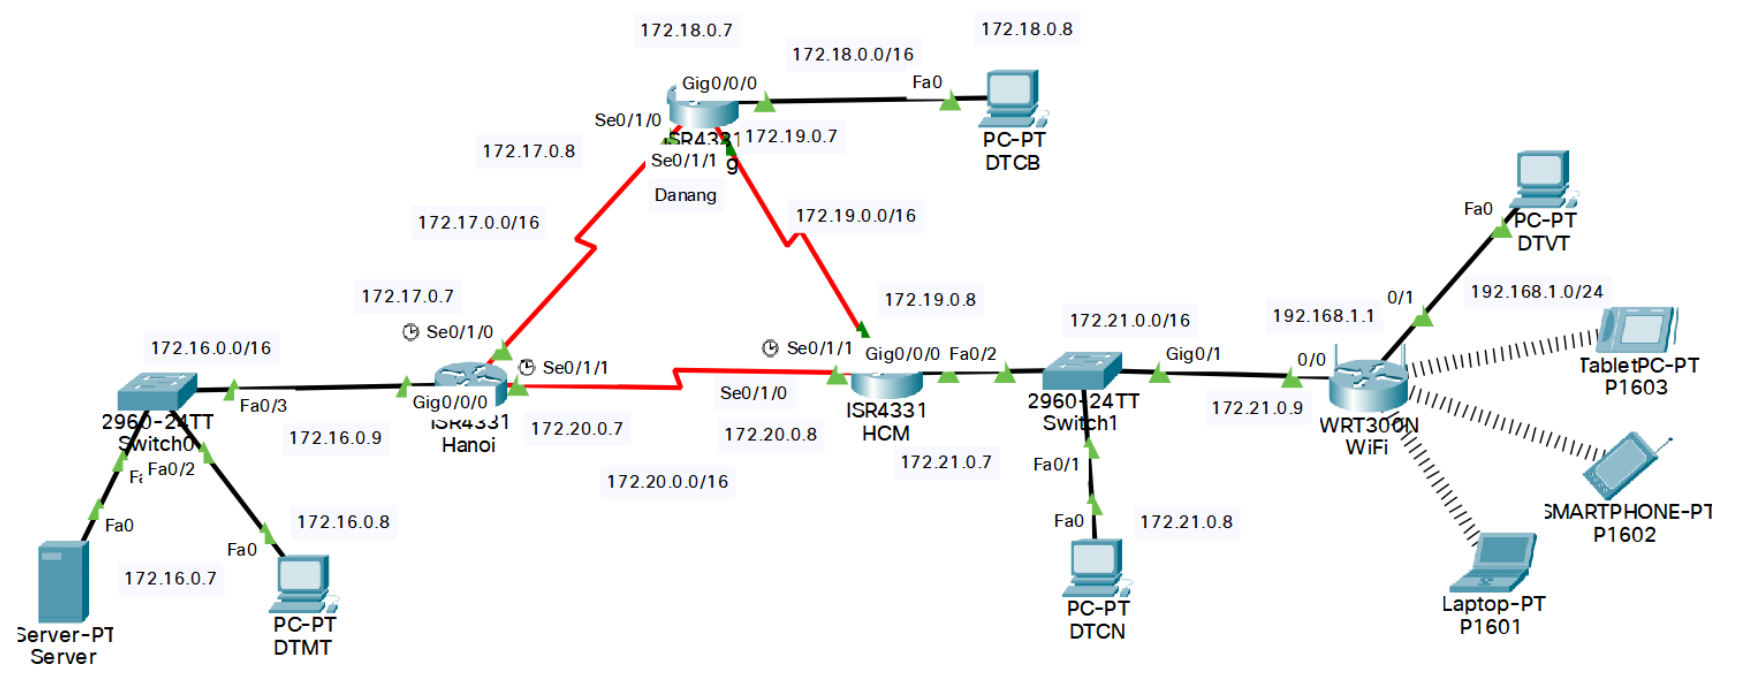 172.18.0.7
172.18.0.8
172.18.0.0/16
Gig0/0/0
Fa0
Se0/1/0
172.19.0.7
PC-PT
DTCB
172.17.0.8
Se0/1/1
Danang
172.17.0.0/16
172.19.0.0/16
Fa0
PC-PT
DTVT
172.17.0.7
172.19.0.8
0/1
192.168.1.0/24
Se0/1/0
172.16.0.0/16
172.21.0.0/16
192.168.1.1
Se0/1/1
Se0/1/1
Gig0/0/0
Fa0/2
Gig0/1
0/0
TabletPC-PT
P1603
Fa0/3
Gig0/0/0
Se0/1/0
2960-24TT
Switch0
ISR4331
Hanoi
ISR4331
HCM
2960-24TT
Switch1
172.21.0.9
WRT300N
WiFi
172.16.0.9
172.20.0.7
172.20.0.8
172.21.0.7
Fa0/1
Fa0/2
172.20.0.0/16
SMARTPHONE-PT
P1602
Fa0
172.16.0.8
Fa0
172.21.0.8
Fa0
172.16.0.7
Server-PT
Server
PC-PT
DTMT
PC-PT
DTCN
Laptop-PT
P1601